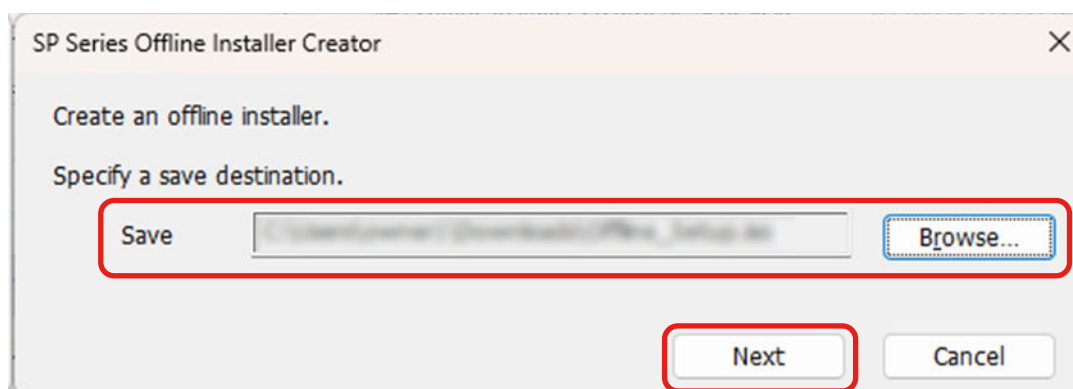 SP Series Offline Installer Creator
Create an offline installer.
Specify a save destination.
Save Browse...
Next Cancel